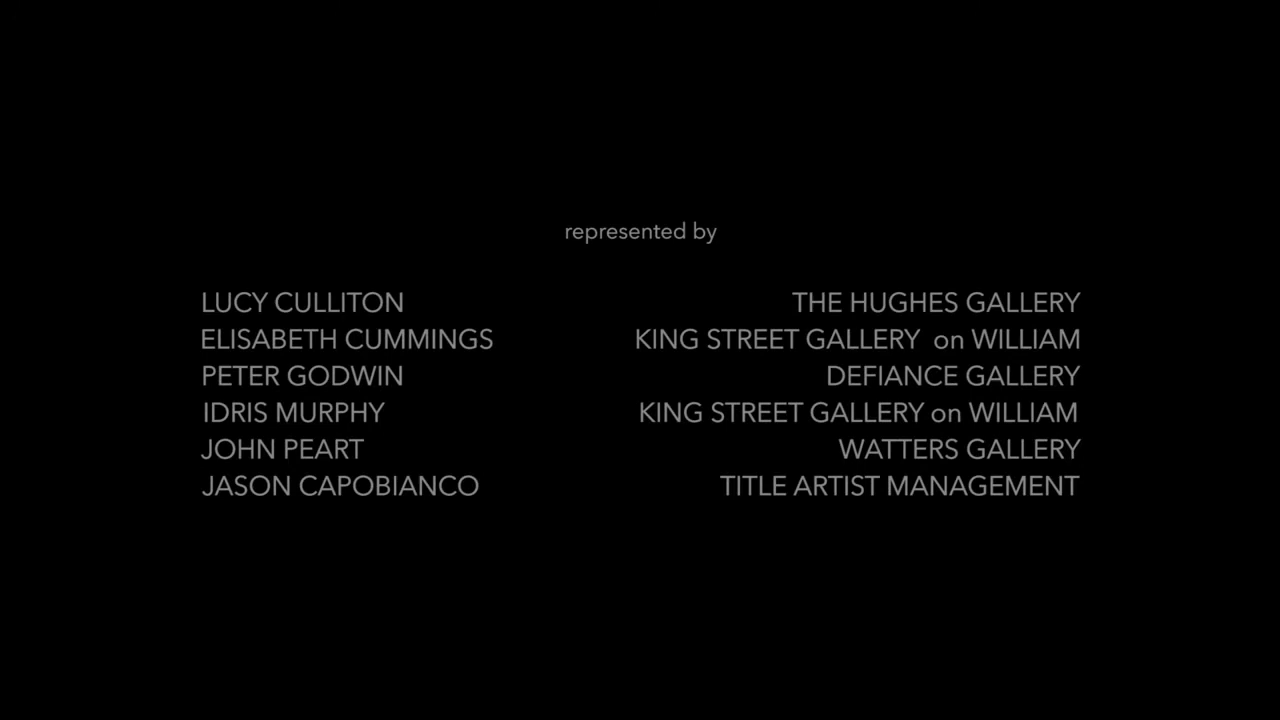 represented by
LUCY CULLITON THE HUGHES GALLERY
ELISABETH CUMMINGS KING STREET GALLERY on WILLIAM
PETER GODWIN DEFIANCE GALLERY
IDRIS MURPHY KING STREET GALLERY on WILLIAM
JOHN PEART WATTERS GALLERY
JASON CAPOBIANCO TITLE ARTIST MANAGEMENT